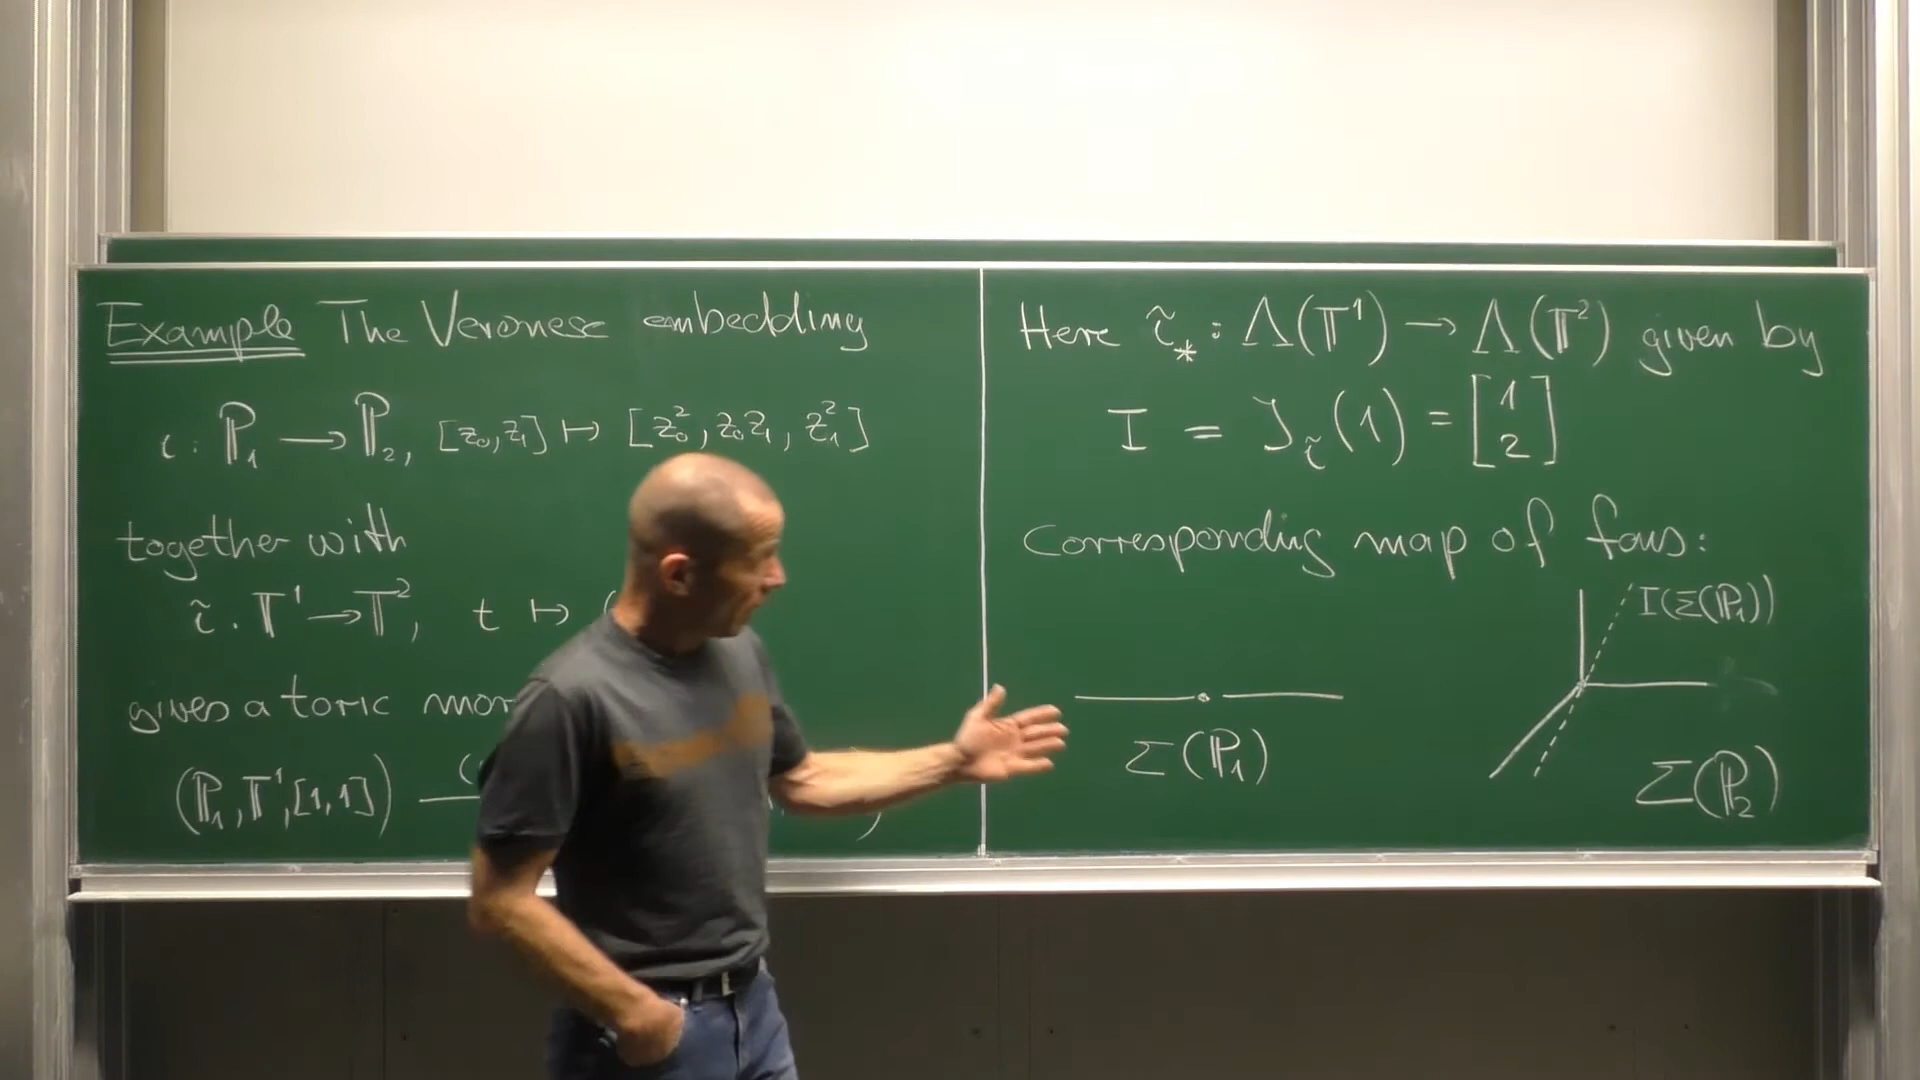 Example The Veronese embedding
ι: ℙ₁ → ℙ₂, [z₀,z₁] ↦ [z₀², z₀z₁, z₁²]
together with
ι̃: 𝕋¹ → 𝕋², t ↦ (
gives a toric mor
(ℙ₁, 𝕋¹, [1,1]) (
Here ι̃_*: Λ(𝕋¹) → Λ(𝕋²) given by
I = J_ι̃(1) = [1 2]
corresponding map of fans:
I(Σ(ℙ₁))
Σ(ℙ₁)
Σ(ℙ₂)